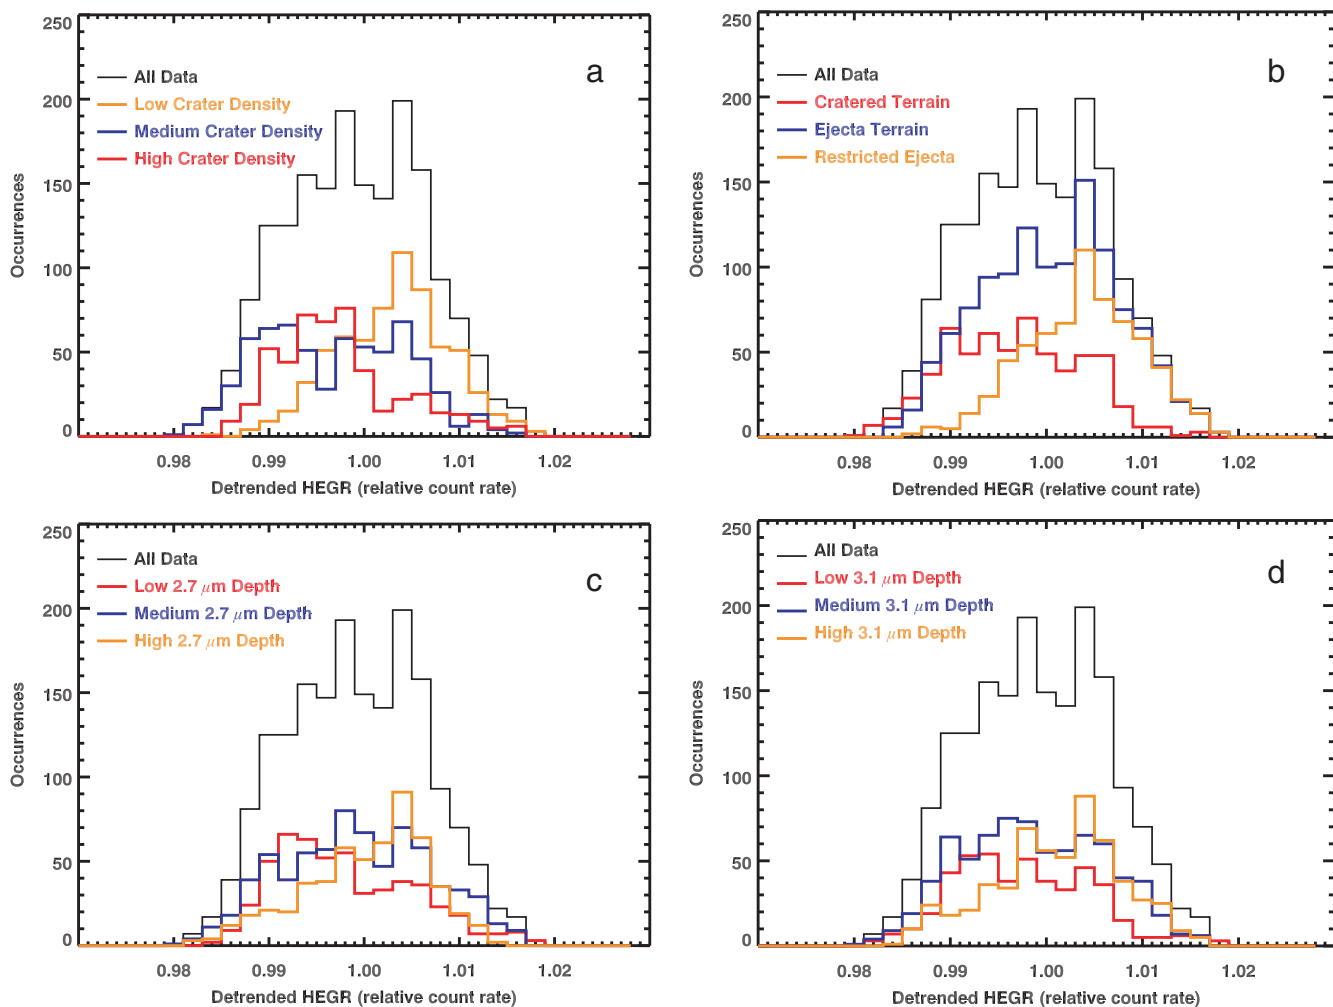 250
200
150
100
50
0
Occurrences
a
All Data
Low Crater Density
Medium Crater Density
High Crater Density
0.98 0.99 1.00 1.01 1.02
Detrended HEGR (relative count rate)
250
200
150
100
50
0
Occurrences
b
All Data
Cratered Terrain
Ejecta Terrain
Restricted Ejecta
0.98 0.99 1.00 1.01 1.02
Detrended HEGR (relative count rate)
250
200
150
100
50
0
Occurrences
c
All Data
Low 2.7 μm Depth
Medium 2.7 μm Depth
High 2.7 μm Depth
0.98 0.99 1.00 1.01 1.02
Detrended HEGR (relative count rate)
250
200
150
100
50
0
Occurrences
d
All Data
Low 3.1 μm Depth
Medium 3.1 μm Depth
High 3.1 μm Depth
0.98 0.99 1.00 1.01 1.02
Detrended HEGR (relative count rate)